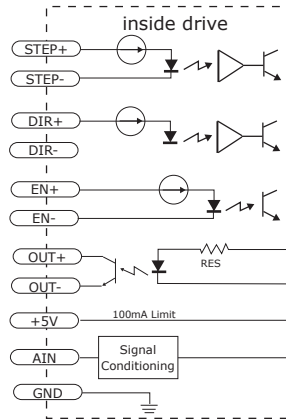 inside drive
STEP+
STEP-
DIR+
DIR-
EN+
EN-
OUT+
RES
OUT-
+5V
100mA Limit
AIN
Signal
Conditioning
GND